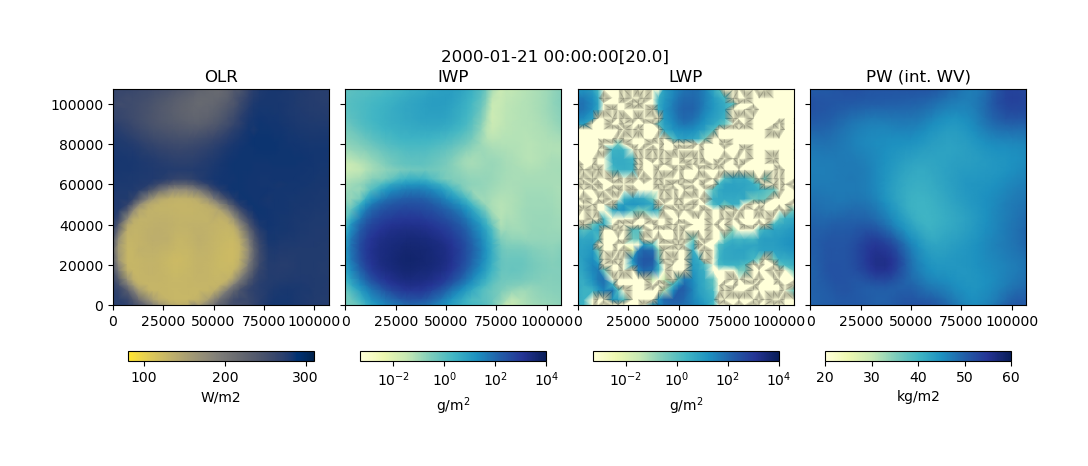 2000-01-21 00:00:00[20.0]
OLR IWP LWP PW (int. WV)
100000
80000
60000
40000
20000
0
0 25000 50000 75000 100000 0 25000 50000 75000 100000 0 25000 50000 75000 100000 0 25000 50000 75000 100000
100 200 300 10⁻² 10⁰ 10² 10⁴ 10⁻² 10⁰ 10² 10⁴ 20 30 40 50 60
W/m2 g/m² g/m² kg/m2